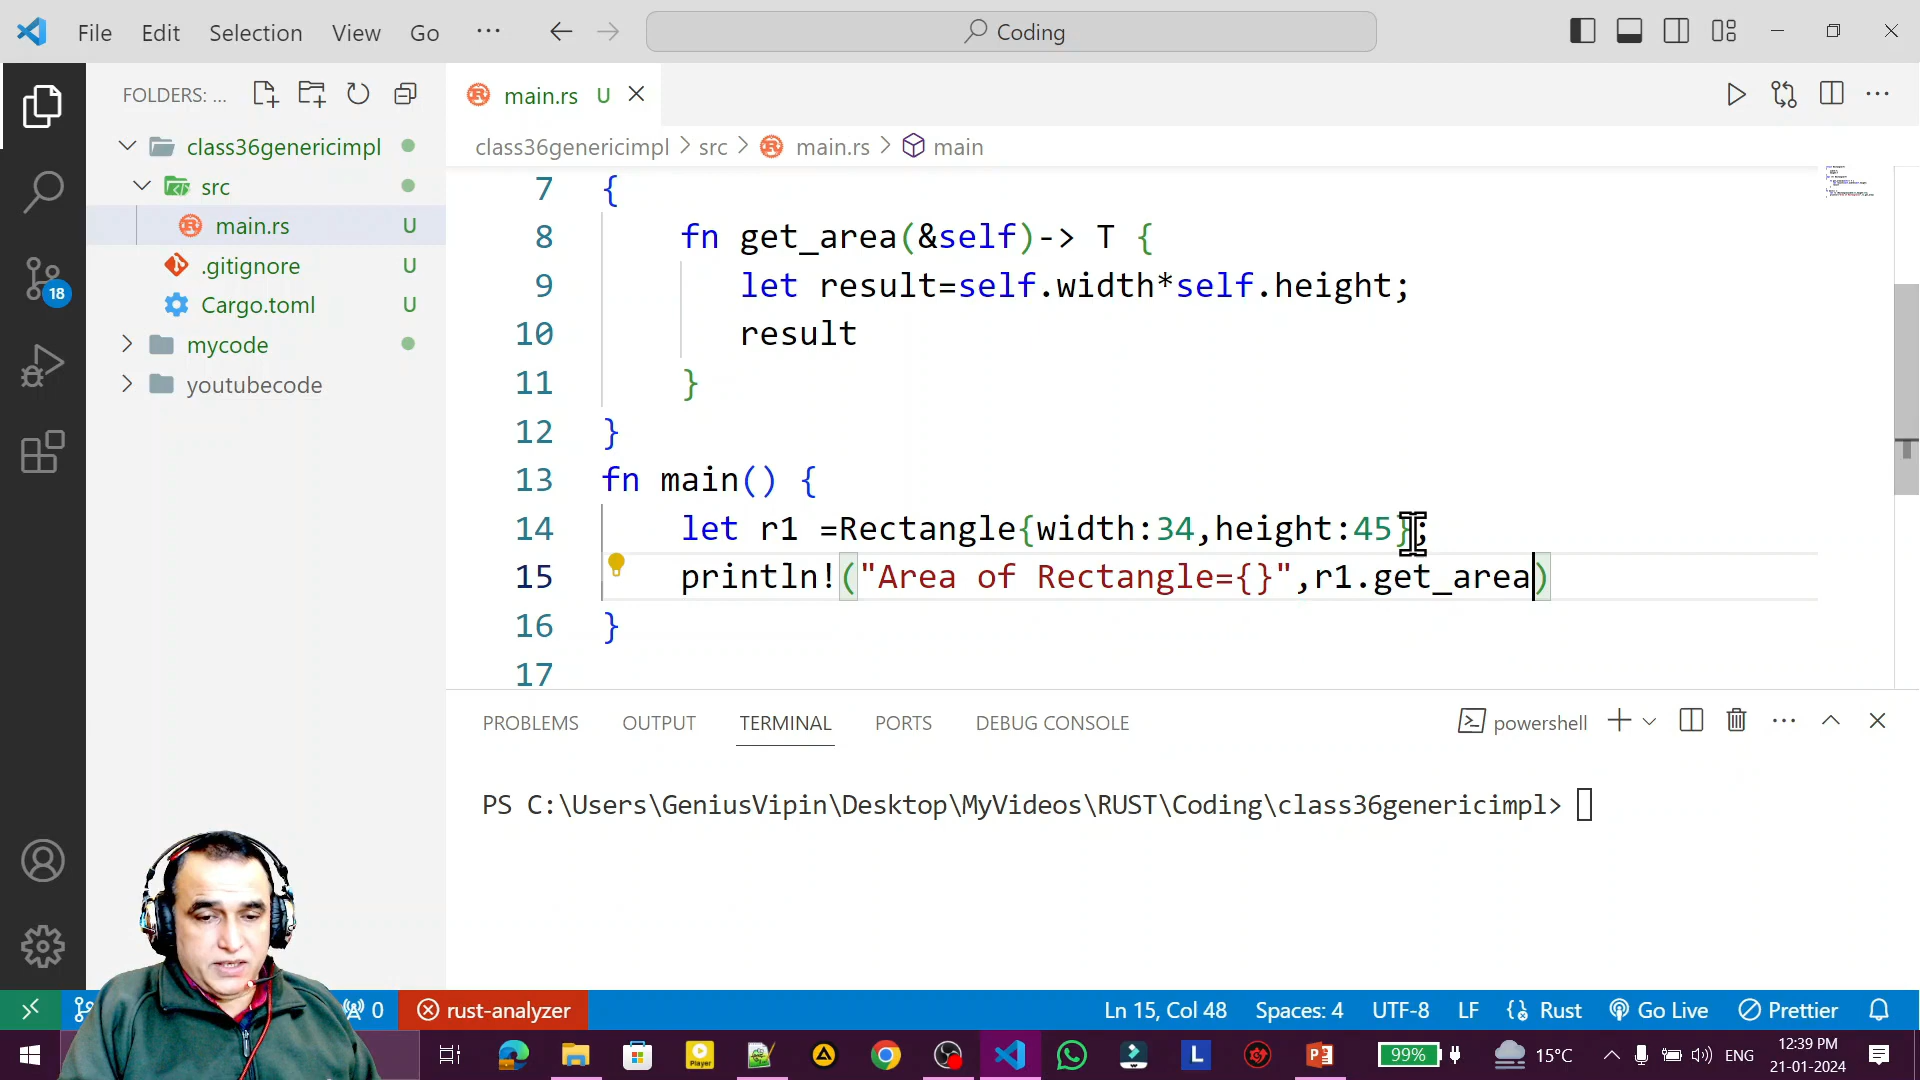 File Edit Selection View Go ··· Coding
FOLDERS: ...
class36genericimpl
src
main.rs U
.gitignore U
Cargo.toml U
mycode
youtubecode
18
main.rs U
class36genericimpl > src > main.rs > main
7 {
8 fn get_area(&self)-> T {
9 let result=self.width*self.height;
10 result
11 }
12 }
13 fn main() {
14 let r1 =Rectangle{width:34,height:45};
15 println!("Area of Rectangle={}",r1.get_area)
16 }
17
PROBLEMS OUTPUT TERMINAL PORTS DEBUG CONSOLE powershell
PS C:\Users\GeniusVipin\Desktop\MyVideos\RUST\Coding\class36genericimpl>
0 rust-analyzer Ln 15, Col 48 Spaces: 4 UTF-8 LF Rust Go Live Prettier
Player L 99% 15°C ENG 12:39 PM
21-01-2024